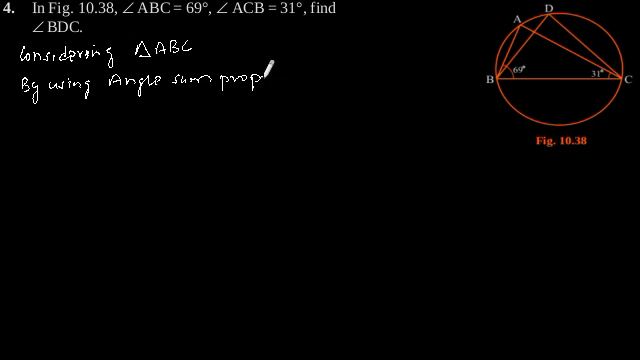 4. In Fig. 10.38, ∠ ABC = 69°, ∠ ACB = 31°, find
∠ BDC.
Considering △ABC
By using Angle sum prop
A
D
B
69°
31°
C
Fig. 10.38